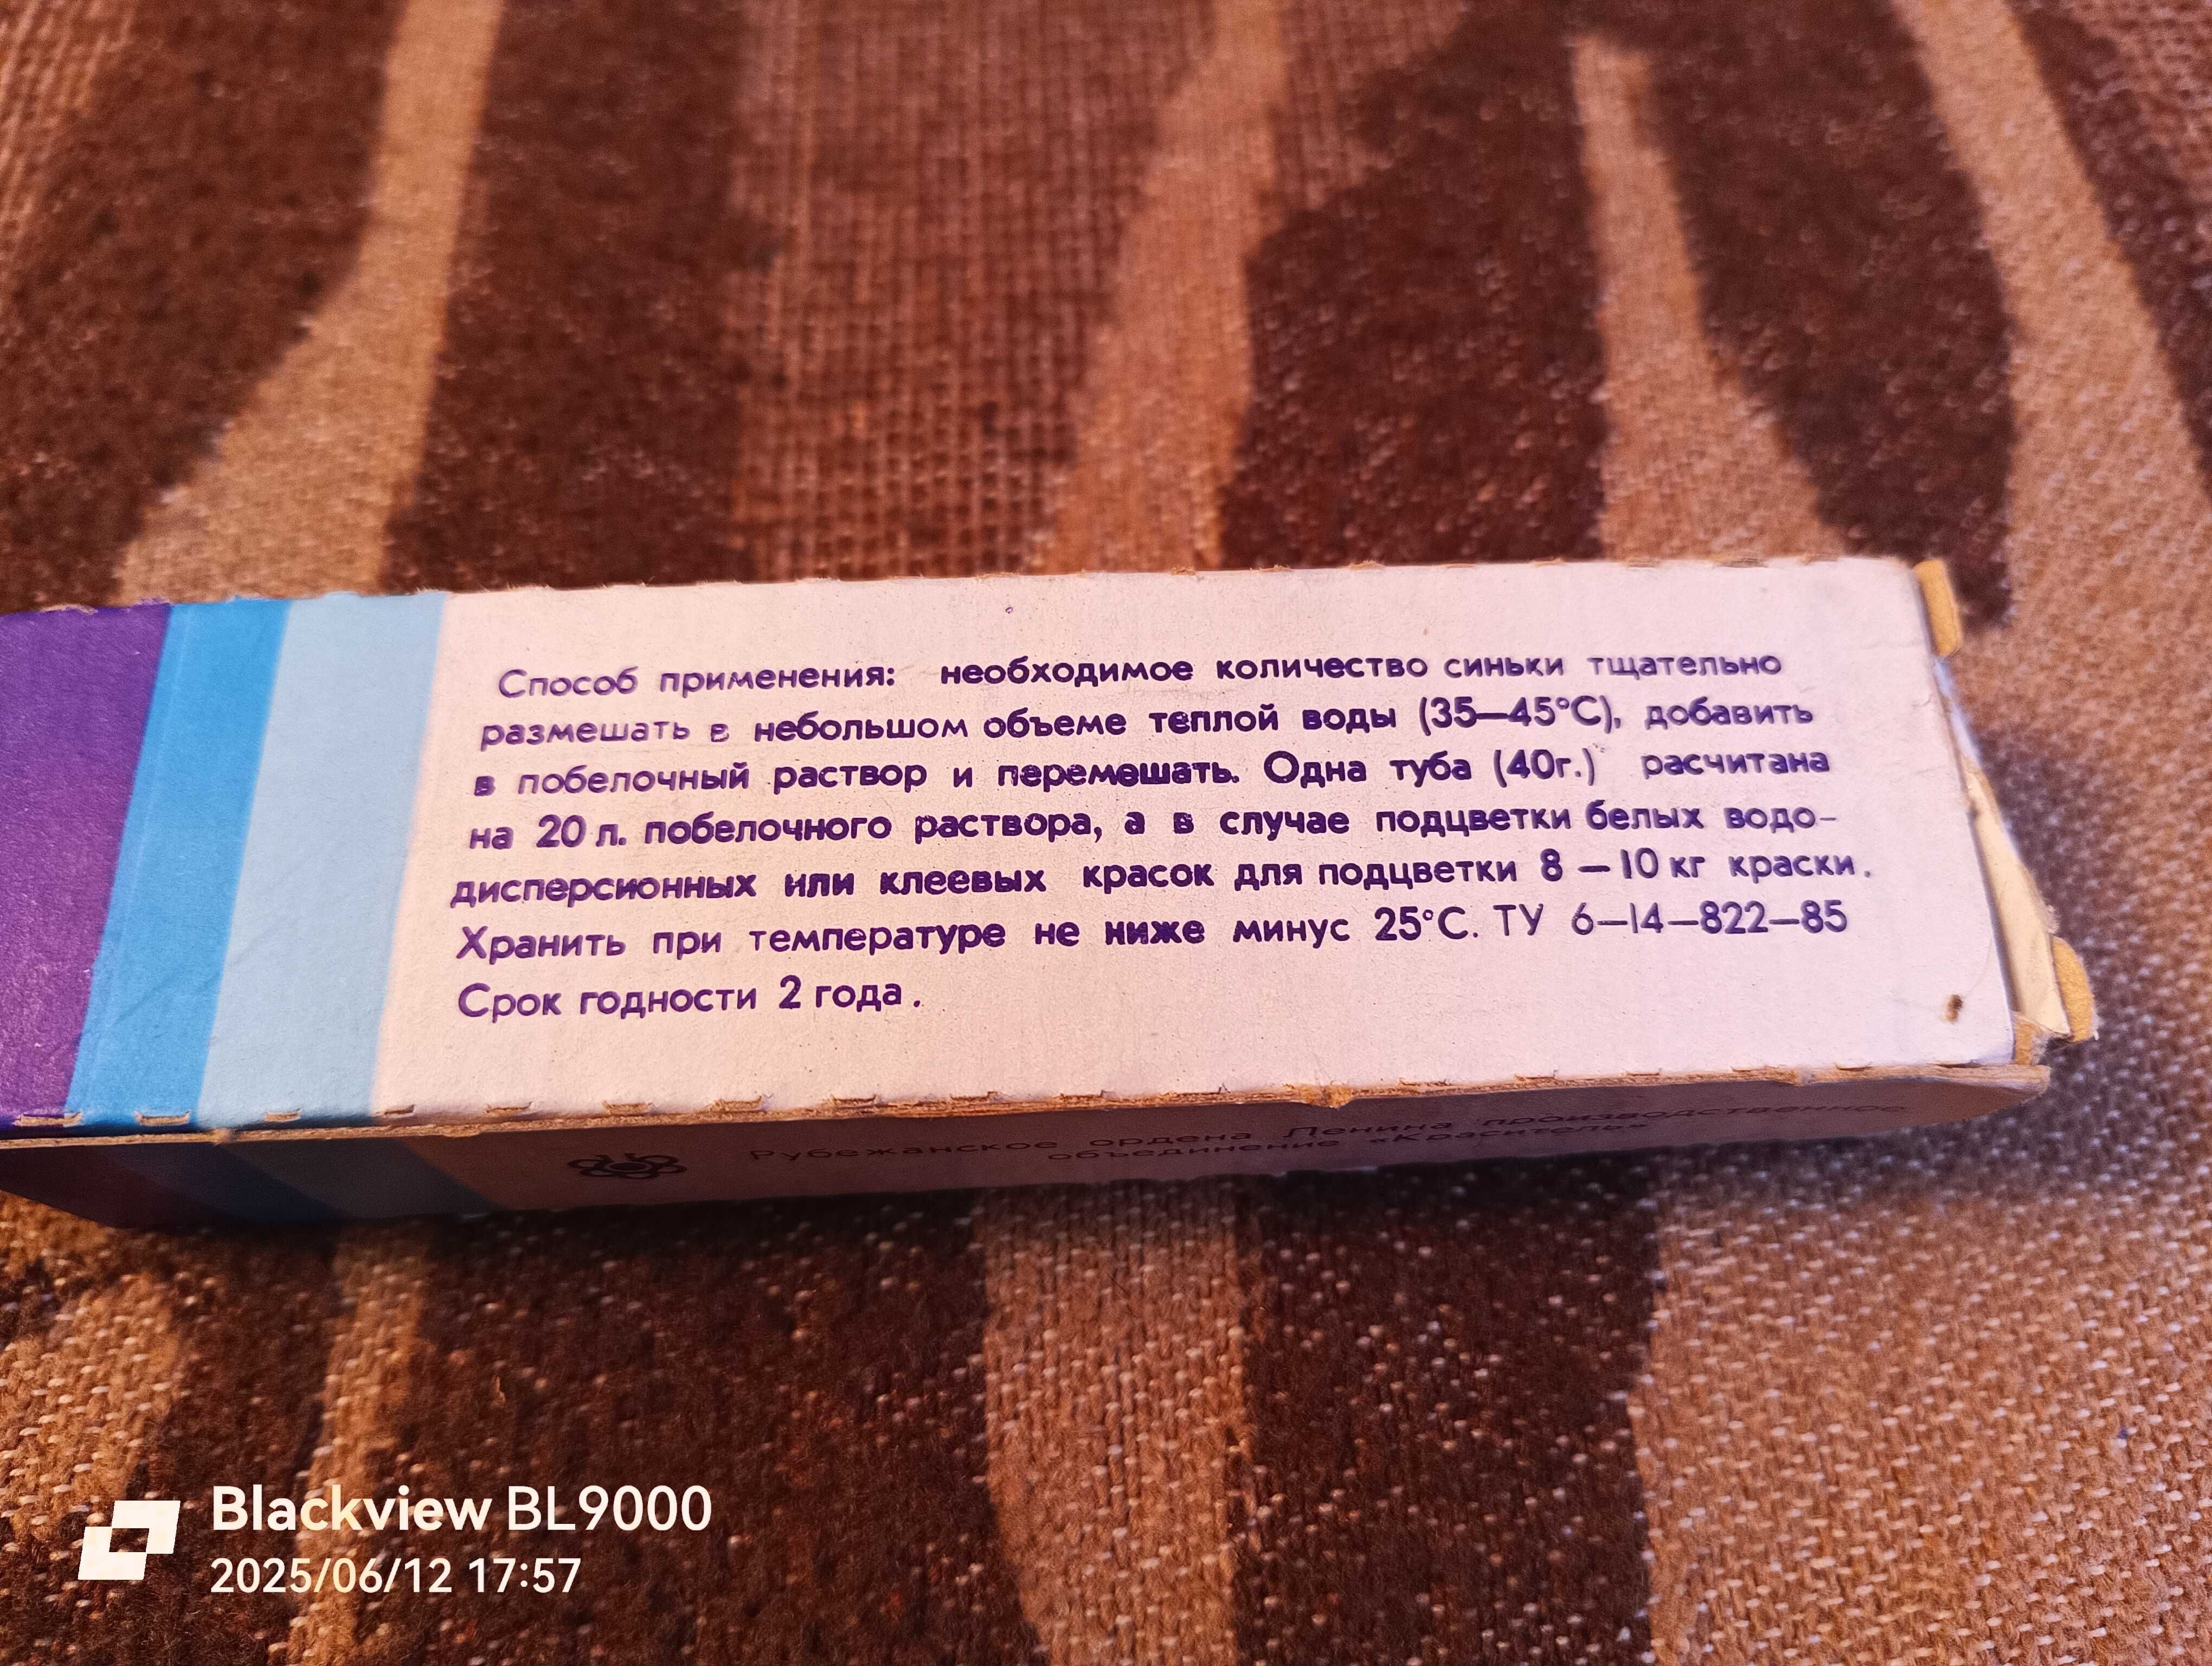 Способ применения: необходимое количество синьки тщательно
размешать в небольшом объеме теплой воды (35—45°С), добавить
в побелочный раствор и перемешать. Одна туба (40г.) расчитана
на 20 л. побелочного раствора, а в случае подцветки белых водо-
дисперсионных или клеевых красок для подцветки 8 — 10 кг краски.
Хранить при температуре не ниже минус 25°С. ТУ 6—14—822—85
Срок годности 2 года.
Рубежанское ордена Ленина производственное
объединение «Краситель»
Blackview BL9000
2025/06/12 17:57